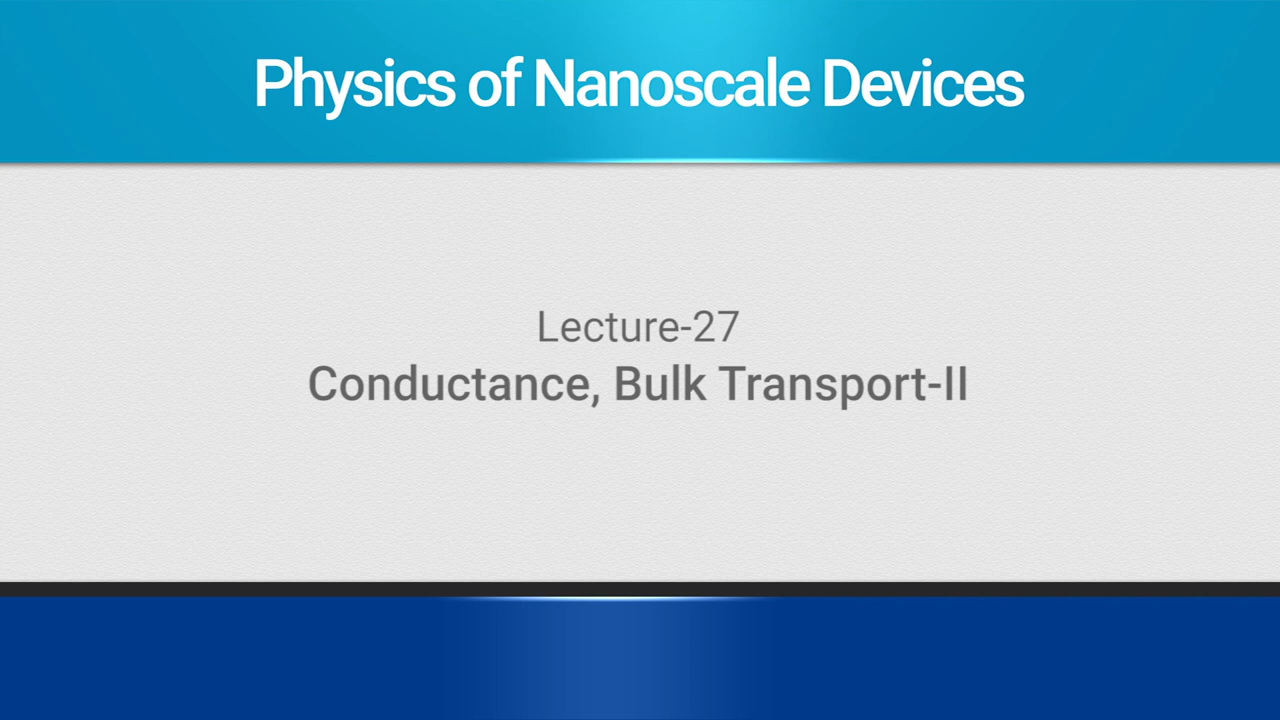 Physics of Nanoscale Devices
Lecture-27
Conductance, Bulk Transport-II